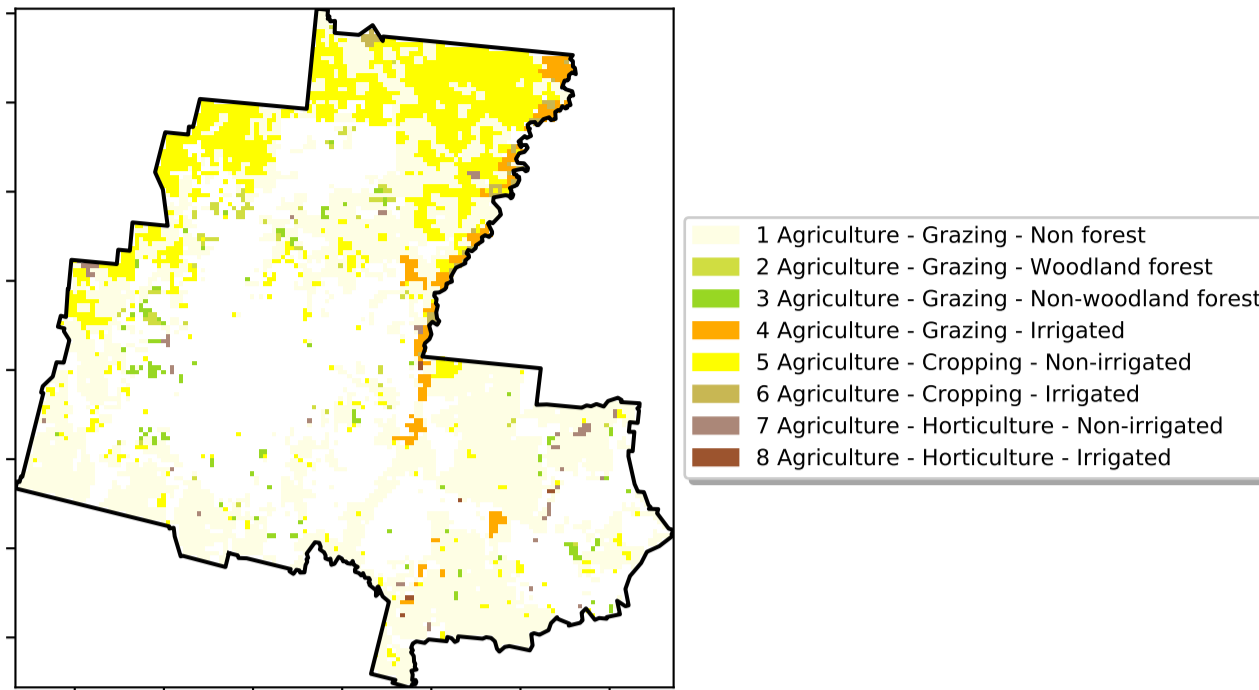 1 Agriculture - Grazing - Non forest
2 Agriculture - Grazing - Woodland forest
3 Agriculture - Grazing - Non-woodland forest
4 Agriculture - Grazing - Irrigated
5 Agriculture - Cropping - Non-irrigated
6 Agriculture - Cropping - Irrigated
7 Agriculture - Horticulture - Non-irrigated
8 Agriculture - Horticulture - Irrigated